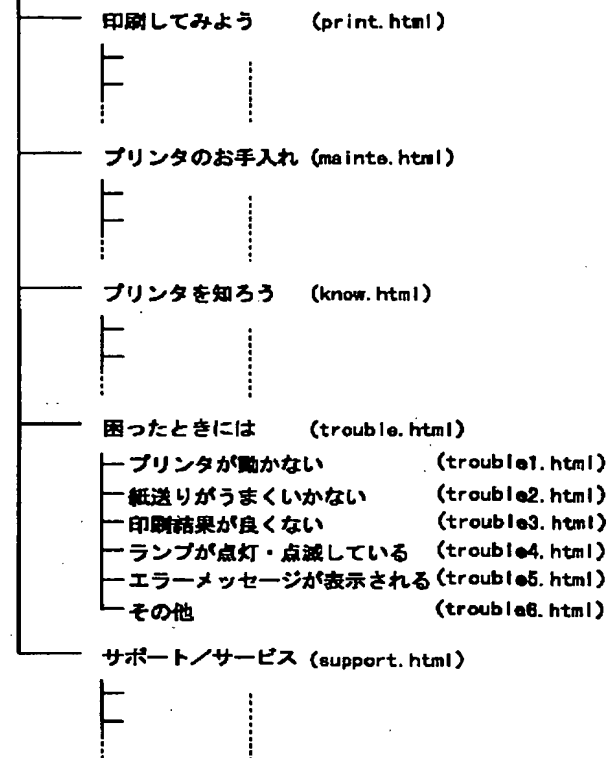 印刷してみよう (print.html)
プリンタのお手入れ (mainte.html)
プリンタを知ろう (know.html)
困ったときには (trouble.html)
プリンタが動かない (trouble1.html)
紙送りがうまくいかない (trouble2.html)
印刷結果が良くない (trouble3.html)
ランプが点灯・点滅している (trouble4.html)
エラーメッセージが表示される (trouble5.html)
その他 (trouble6.html)
サポート/サービス (support.html)